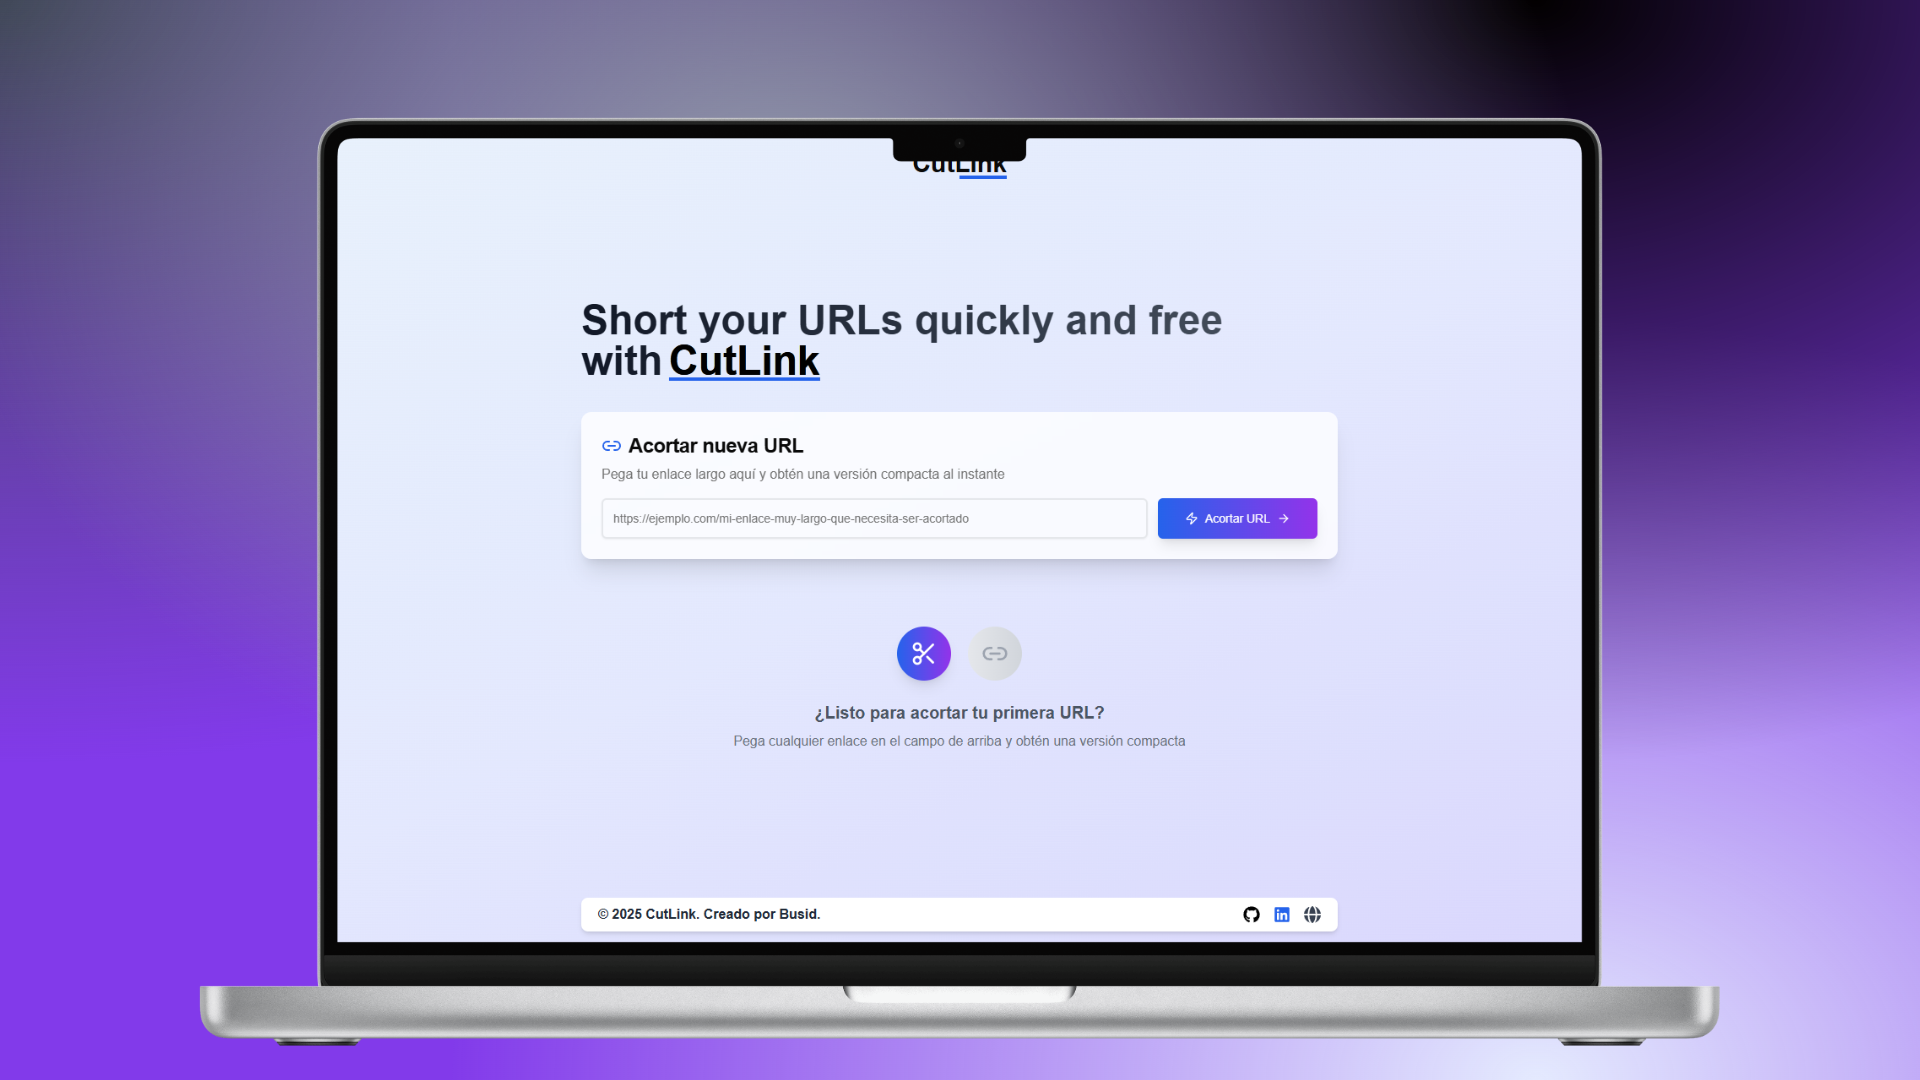 CutLink
Short your URLs quickly and free
with CutLink
Acortar nueva URL
Pega tu enlace largo aquí y obtén una versión compacta al instante
https://ejemplo.com/mi-enlace-muy-largo-que-necesita-ser-acortado
Acortar URL
¿Listo para acortar tu primera URL?
Pega cualquier enlace en el campo de arriba y obtén una versión compacta
© 2025 CutLink. Creado por Busid.
in